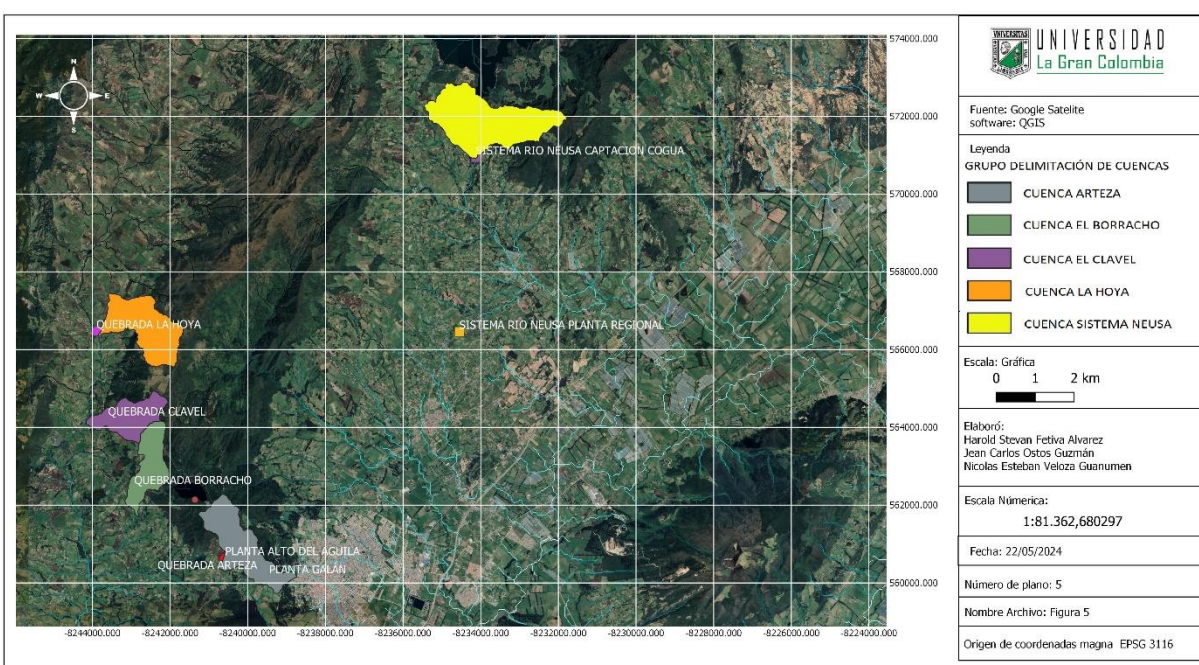 N
W
E
S
SISTEMA RIO NEUSA CAPTACION COGUA
QUEBRADA LA HOYA
SISTEMA RIO NEUSA PLANTA REGIONAL
QUEBRADA CLAVEL
QUEBRADA BORRACHO
PLANTA ALTO DEL AGUILA
QUEBRADA ARTEZA
PLANTA GALÁN
574000.000
572000.000
570000.000
568000.000
566000.000
564000.000
562000.000
560000.000
-8244000.000 -8242000.000 -8240000.000 -8238000.000 -8236000.000 -8234000.000 -8232000.000 -8230000.000 -8228000.000 -8226000.000 -8224000.000
UNIVERSITAS
UNIVERSIDAD
La Gran Colombia
Fuente: Google Satelite
software: QGIS
Leyenda
GRUPO DELIMITACIÓN DE CUENCAS
CUENCA ARTEZA
CUENCA EL BORRACHO
CUENCA EL CLAVEL
CUENCA LA HOYA
CUENCA SISTEMA NEUSA
Escala: Gráfica
0 1 2 km
Elaboró:
Harold Stevan Fetiva Alvarez
Jean Carlos Ostos Guzmán
Nicolas Esteban Veloza Guanumen
Escala Númerica:
1:81.362,680297
Fecha: 22/05/2024
Número de plano: 5
Nombre Archivo: Figura 5
Origen de coordenadas magna EPSG 3116